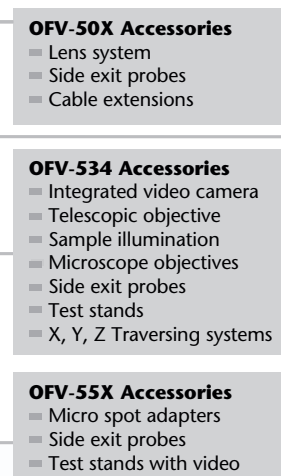 OFV-50X Accessories
Lens system
Side exit probes
Cable extensions
OFV-534 Accessories
Integrated video camera
Telescopic objective
Sample illumination
Microscope objectives
Side exit probes
Test stands
X, Y, Z Traversing systems
OFV-55X Accessories
Micro spot adapters
Side exit probes
Test stands with video